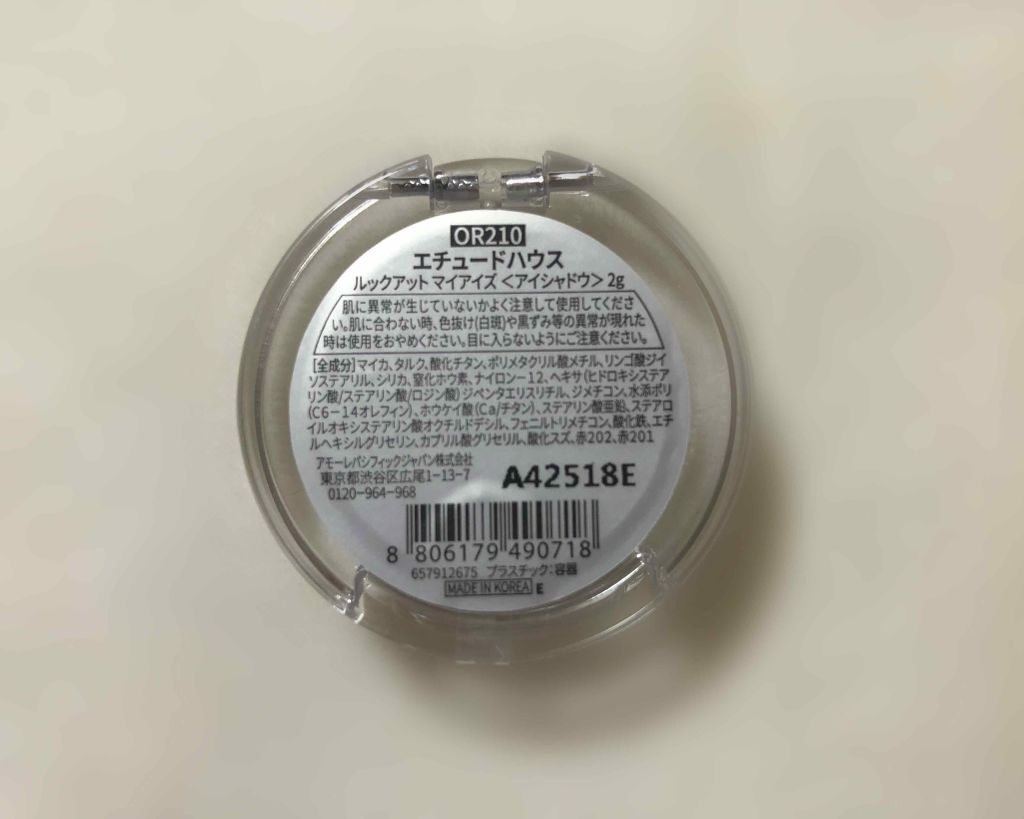 OR210
エチュードハウス
ルックアット マイアイズ <アイシャドウ> 2g
肌に異常が生じていないかよく注意して使用してくださ
い。肌に合わない時、色抜け(白斑)や黒ずみ等の異常が現れた
時は使用をおやめください。目に入らないようにご注意ください。
[全成分]マイカ、タルク、酸化チタン、ポリメタクリル酸メチル、リンゴ酸ジイ
ソステアリル、シリカ、窒化ホウ素、ナイロン-12、ヘキサ(ヒドロキシステア
リン酸/ステアリン酸/ロジン酸)ジペンタエリスリチル、ジメチコン、水添ポリ
(C6-14オレフィン)、ホウケイ酸(Ca/チタン)、ステアリン酸亜鉛、ステアロ
イルオキシステアリン酸オクチルドデシル、フェニルトリメチコン、酸化鉄、エチ
ルヘキシルグリセリン、カプリル酸グリセリル、酸化スズ、赤202、赤201
アモーレパシフィックジャパン株式会社
東京都渋谷区広尾1-13-7
0120-964-968
A42518E
8 806179 490718
657912675 プラスチック:容器
MADE IN KOREA E